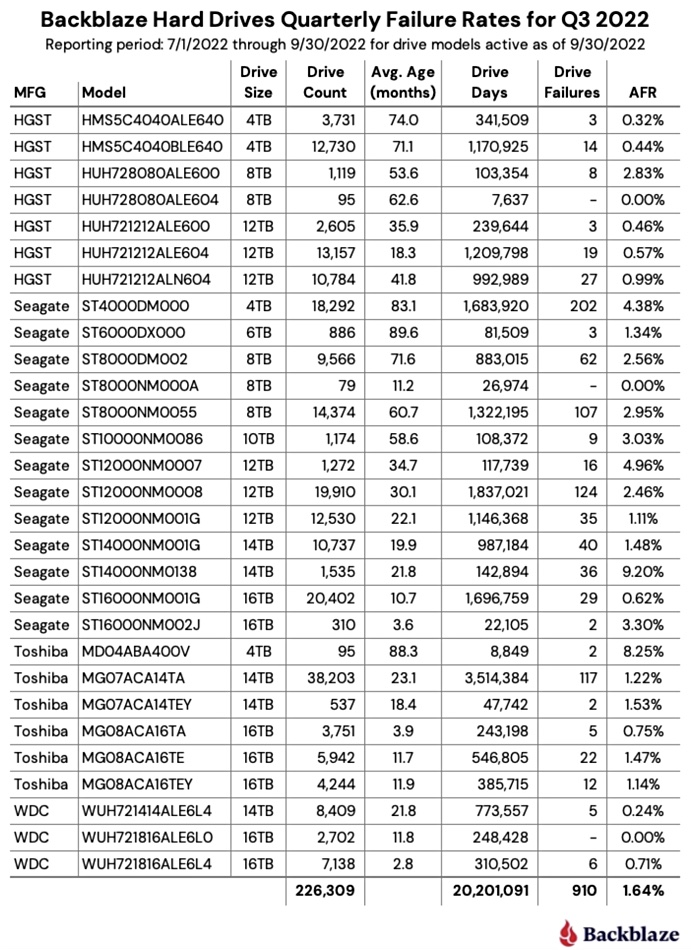 Backblaze Hard Drives Quarterly Failure Rates for Q3 2022
Reporting period: 7/1/2022 through 9/30/2022 for drive models active as of 9/30/2022
MFG Model Drive Size Drive Count Avg. Age (months) Drive Days Drive Failures AFR
HGST HMS5C4040ALE640 4TB 3,731 74.0 341,509 3 0.32%
HGST HMS5C4040BLE640 4TB 12,730 71.1 1,170,925 14 0.44%
HGST HUH728080ALE600 8TB 1,119 53.6 103,354 8 2.83%
HGST HUH728080ALE604 8TB 95 62.6 7,637 - 0.00%
HGST HUH721212ALE600 12TB 2,605 35.9 239,644 3 0.46%
HGST HUH721212ALE604 12TB 13,157 18.3 1,209,798 19 0.57%
HGST HUH721212ALN604 12TB 10,784 41.8 992,989 27 0.99%
Seagate ST4000DM000 4TB 18,292 83.1 1,683,920 202 4.38%
Seagate ST6000DX000 6TB 886 89.6 81,509 3 1.34%
Seagate ST8000DM002 8TB 9,566 71.6 883,015 62 2.56%
Seagate ST8000NM000A 8TB 79 11.2 26,974 - 0.00%
Seagate ST8000NM0055 8TB 14,374 60.7 1,322,195 107 2.95%
Seagate ST10000NM0086 10TB 1,174 58.6 108,372 9 3.03%
Seagate ST12000NM0007 12TB 1,272 34.7 117,739 16 4.96%
Seagate ST12000NM0008 12TB 19,910 30.1 1,837,021 124 2.46%
Seagate ST12000NM001G 12TB 12,530 22.1 1,146,368 35 1.11%
Seagate ST14000NM001G 14TB 10,737 19.9 987,184 40 1.48%
Seagate ST14000NM0138 14TB 1,535 21.8 142,894 36 9.20%
Seagate ST16000NM001G 16TB 20,402 10.7 1,696,759 29 0.62%
Seagate ST16000NM002J 16TB 310 3.6 22,105 2 3.30%
Toshiba MD04ABA400V 4TB 95 88.3 8,849 2 8.25%
Toshiba MG07ACA14TA 14TB 38,203 23.1 3,514,384 117 1.22%
Toshiba MG07ACA14TEY 14TB 537 18.4 47,742 2 1.53%
Toshiba MG08ACA16TA 16TB 3,751 3.9 243,198 5 0.75%
Toshiba MG08ACA16TE 16TB 5,942 11.7 546,805 22 1.47%
Toshiba MG08ACA16TEY 16TB 4,244 11.9 385,715 12 1.14%
WDC WUH721414ALE6L4 14TB 8,409 21.8 773,557 5 0.24%
WDC WUH721816ALE6L0 16TB 2,702 11.8 248,428 - 0.00%
WDC WUH721816ALE6L4 16TB 7,138 2.8 310,502 6 0.71%
226,309 20,201,091 910 1.64%
Backblaze